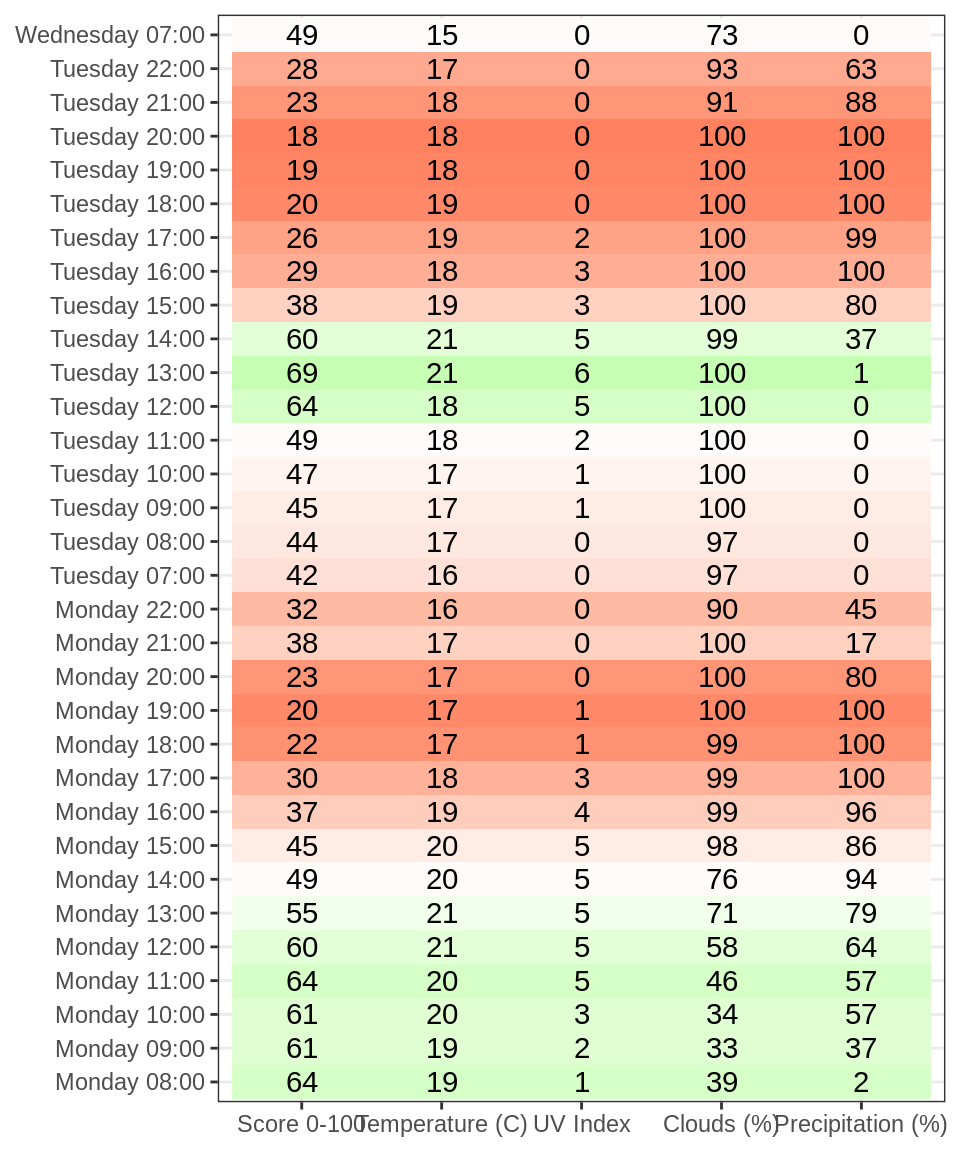 Wednesday 07:00 49 15 0 73 0
Tuesday 22:00 28 17 0 93 63
Tuesday 21:00 23 18 0 91 88
Tuesday 20:00 18 18 0 100 100
Tuesday 19:00 19 18 0 100 100
Tuesday 18:00 20 19 0 100 100
Tuesday 17:00 26 19 2 100 99
Tuesday 16:00 29 18 3 100 100
Tuesday 15:00 38 19 3 100 80
Tuesday 14:00 60 21 5 99 37
Tuesday 13:00 69 21 6 100 1
Tuesday 12:00 64 18 5 100 0
Tuesday 11:00 49 18 2 100 0
Tuesday 10:00 47 17 1 100 0
Tuesday 09:00 45 17 1 100 0
Tuesday 08:00 44 17 0 97 0
Tuesday 07:00 42 16 0 97 0
Monday 22:00 32 16 0 90 45
Monday 21:00 38 17 0 100 17
Monday 20:00 23 17 0 100 80
Monday 19:00 20 17 1 100 100
Monday 18:00 22 17 1 99 100
Monday 17:00 30 18 3 99 100
Monday 16:00 37 19 4 99 96
Monday 15:00 45 20 5 98 86
Monday 14:00 49 20 5 76 94
Monday 13:00 55 21 5 71 79
Monday 12:00 60 21 5 58 64
Monday 11:00 64 20 5 46 57
Monday 10:00 61 20 3 34 57
Monday 09:00 61 19 2 33 37
Monday 08:00 64 19 1 39 2
Score 0-100 Temperature (C) UV Index Clouds (%) Precipitation (%)